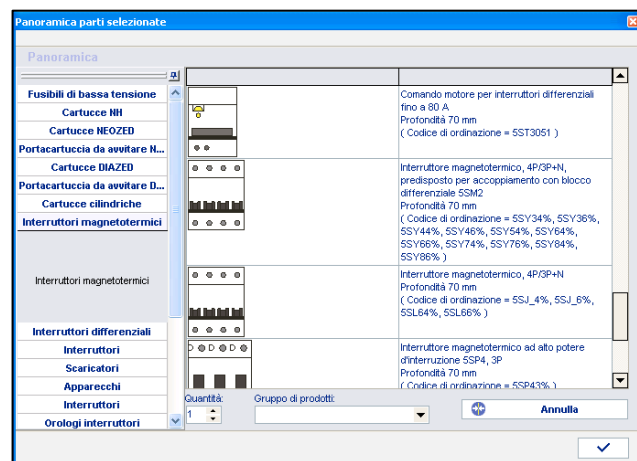 Panoramica parti selezionate
Panoramica
Fusibili di bassa tensione
Cartucce NH
Cartucce NEOZED
Portacartuccia da avvitare N...
Cartucce DIAZED
Portacartuccia da avvitare D...
Cartucce cilindriche
Interruttori magnetotermici
Interruttori magnetotermici
Interruttori differenziali
Interruttori
Scaricatori
Apparecchi
Interruttori
Orologi interruttori
Comando motore per interruttori differenziali
fino a 80 A
Profondità 70 mm
( Codice di ordinazione = 5ST3051 )
Interruttore magnetotermico, 4P/3P+N,
predisposto per accoppiamento con blocco
differenziale 5SM2
Profondità 70 mm
( Codice di ordinazione = 5SY34%, 5SY36%,
5SY44%, 5SY46%, 5SY54%, 5SY64%,
5SY66%, 5SY74%, 5SY76%, 5SY84%,
5SY86% )
Interruttore magnetotermico, 4P/3P+N
Profondità 70 mm
( Codice di ordinazione = 5SJ_4%, 5SJ_6%,
5SL64%, 5SL66% )
Interruttore magnetotermico ad alto potere
d'interruzione 5SP4, 3P
Profondità 70 mm
( Codice di ordinazione = 5SP43% )
Quantità:
Gruppo di prodotti:
1
Annulla